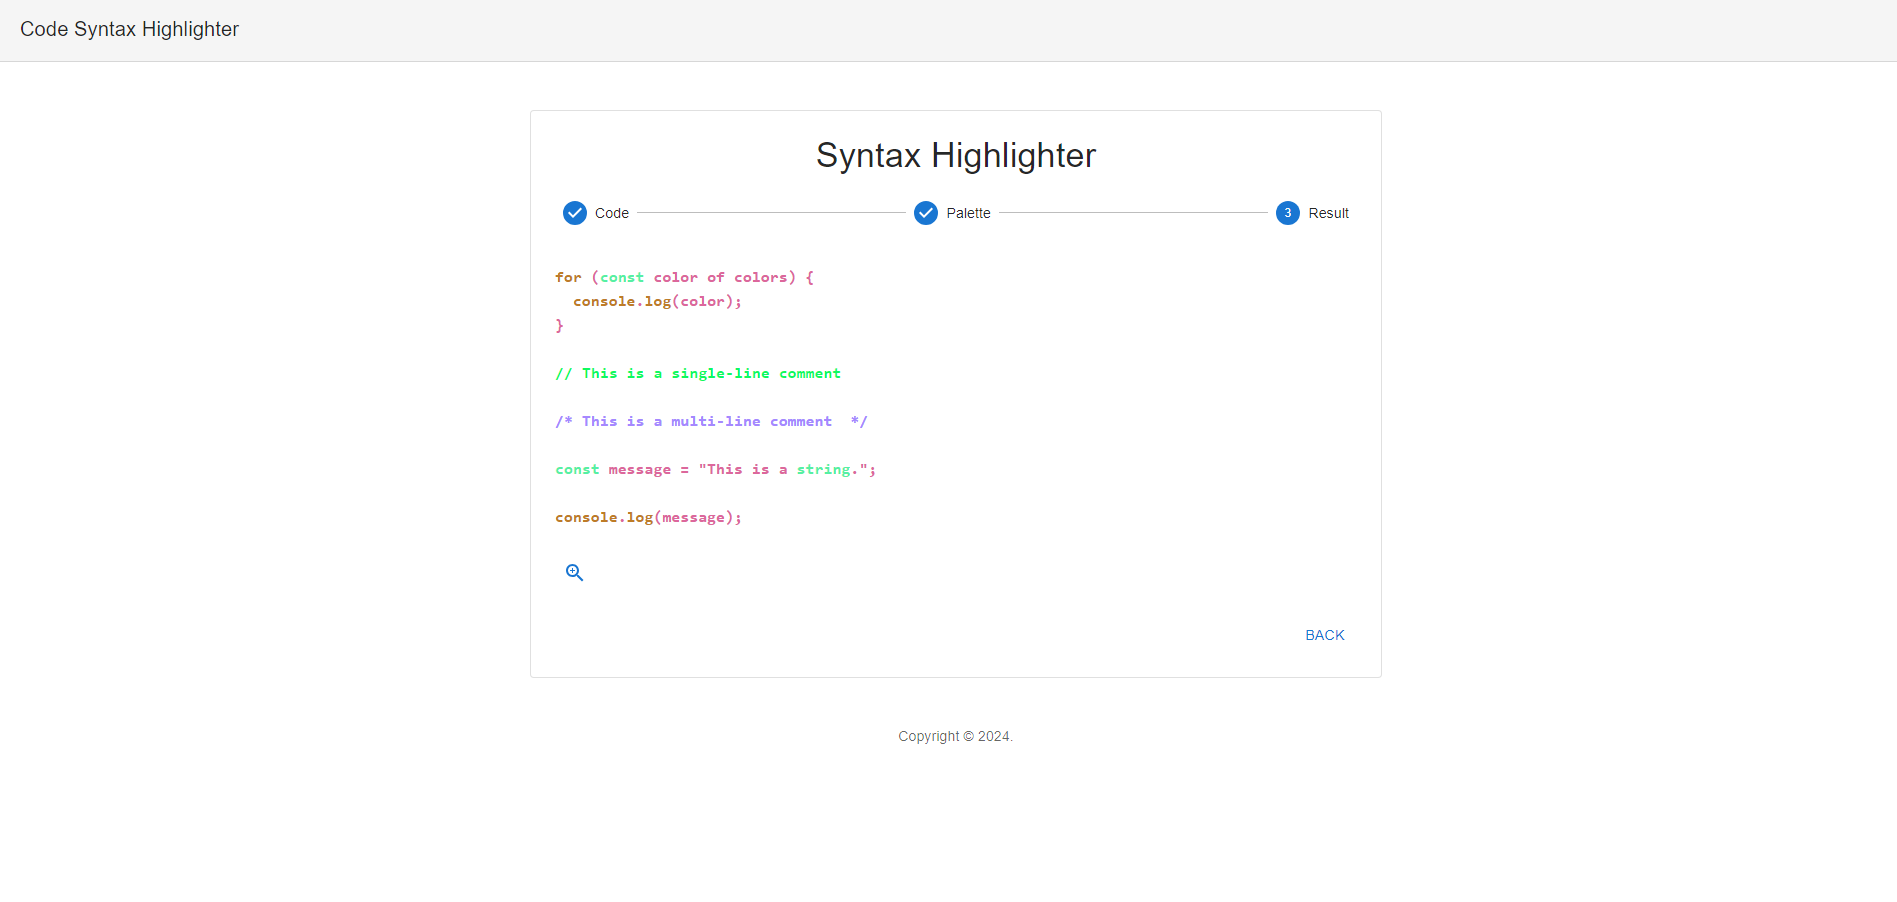 Code Syntax Highlighter
Syntax Highlighter
Code
Palette
3 Result
for (const color of colors) {
  console.log(color);
}
// This is a single-line comment
/* This is a multi-line comment  */
const message = "This is a string.";
console.log(message);
BACK
Copyright © 2024.